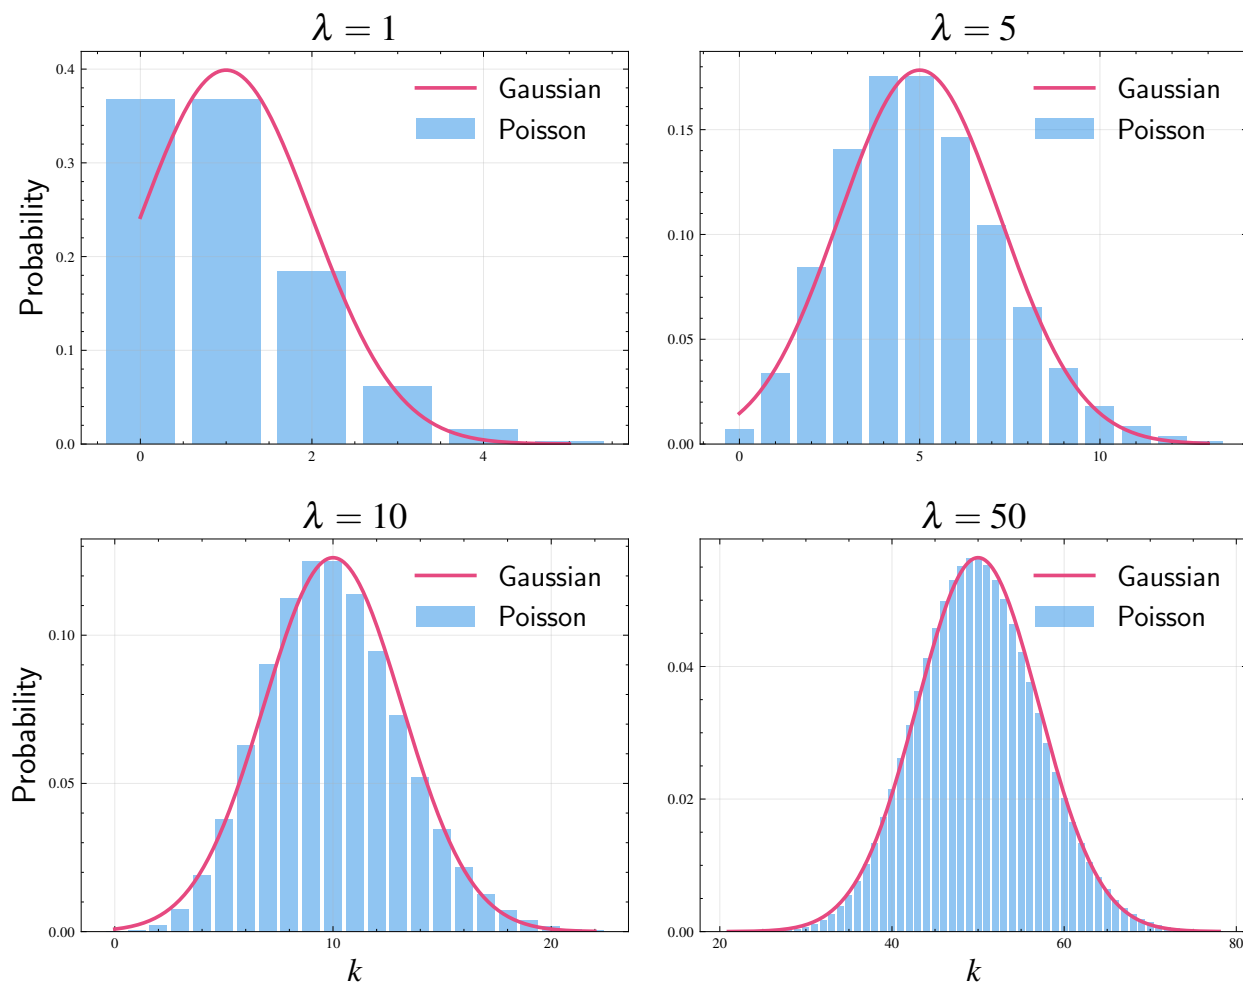 λ = 1
0.4
0.3
0.2
0.1
0.0
0 2 4
Probability
Gaussian
Poisson
λ = 5
0.15
0.10
0.05
0.00
0 5 10
Gaussian
Poisson
λ = 10
0.10
0.05
0.00
0 10 20
Probability
k
Gaussian
Poisson
λ = 50
0.04
0.02
0.00
20 40 60 80
k
Gaussian
Poisson